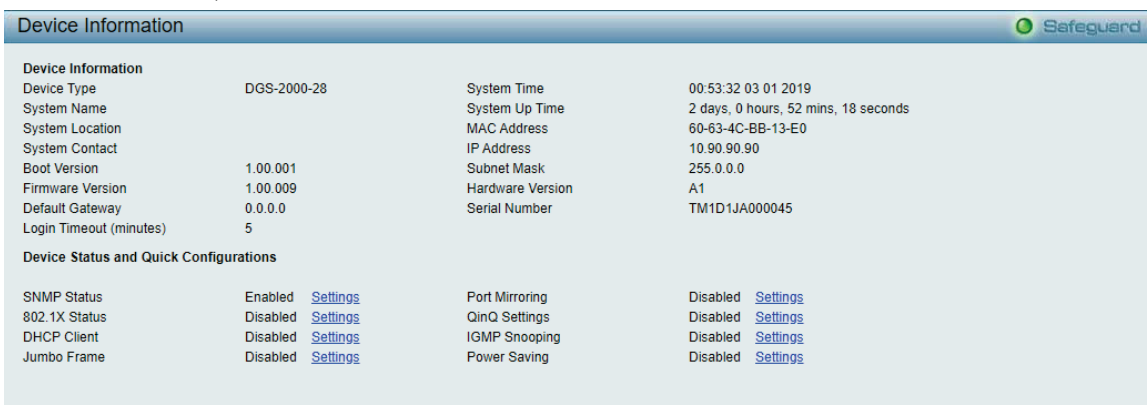 Device Information
Safeguard
Device Information
Device Type DGS-2000-28 System Time 00:53:32 03 01 2019
System Name System Up Time 2 days, 0 hours, 52 mins, 18 seconds
System Location MAC Address 60-63-4C-BB-13-E0
System Contact IP Address 10.90.90.90
Boot Version 1.00.001 Subnet Mask 255.0.0.0
Firmware Version 1.00.009 Hardware Version A1
Default Gateway 0.0.0.0 Serial Number TM1D1JA000045
Login Timeout (minutes) 5
Device Status and Quick Configurations
SNMP Status Enabled Settings Port Mirroring Disabled Settings
802.1X Status Disabled Settings QinQ Settings Disabled Settings
DHCP Client Disabled Settings IGMP Snooping Disabled Settings
Jumbo Frame Disabled Settings Power Saving Disabled Settings